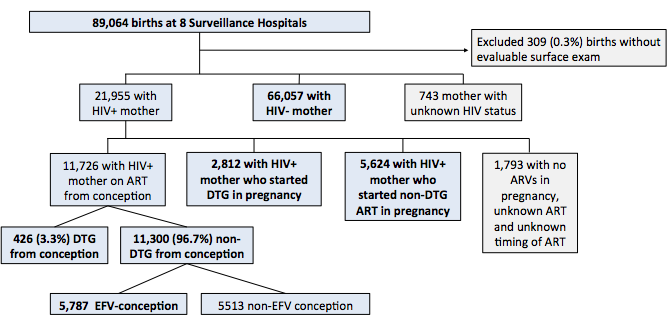 89,064 births at 8 Surveillance Hospitals
Excluded 309 (0.3%) births without
evaluable surface exam
21,955 with
HIV+ mother
66,057 with
HIV- mother
743 mother with
unknown HIV status
11,726 with HIV+
mother on ART
from conception
2,812 with HIV+
mother who started
DTG in pregnancy
5,624 with HIV+
mother who
started non-DTG
ART in pregnancy
1,793 with no
ARVs in
pregnancy,
unknown ART
and unknown
timing of ART
426 (3.3%) DTG
from conception
11,300 (96.7%) non-
DTG from conception
5,787 EFV-conception
5513 non-EFV conception